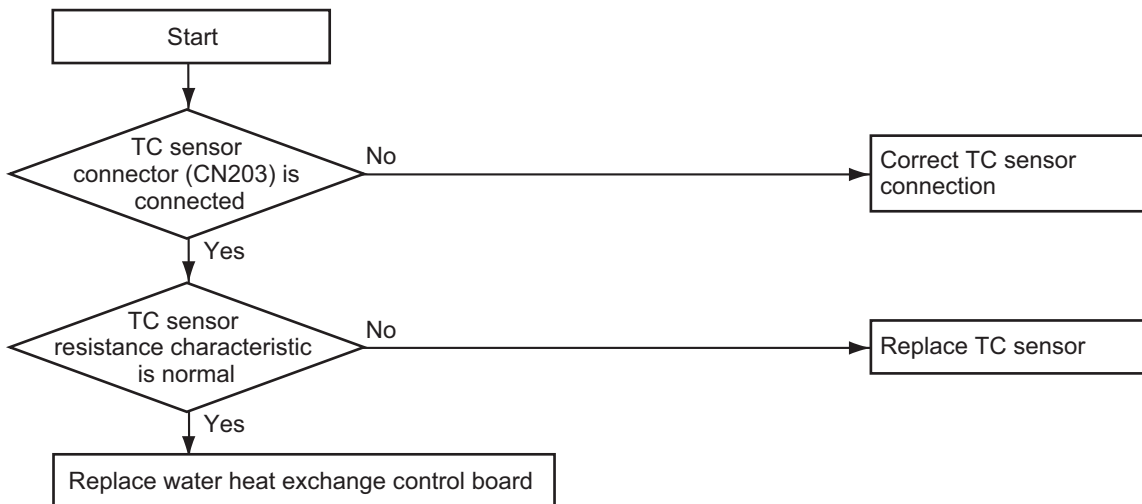 Start
TC sensor
connector (CN203) is
connected
No
Correct TC sensor
connection
Yes
TC sensor
resistance characteristic
is normal
No
Replace TC sensor
Yes
Replace water heat exchange control board